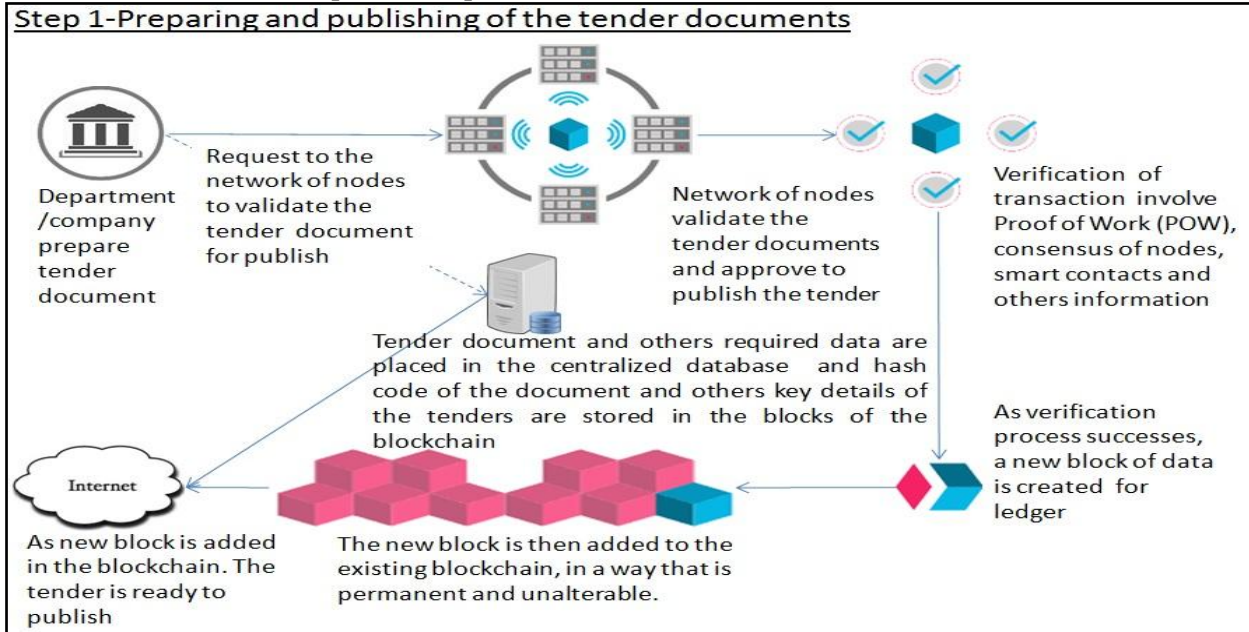 Step 1-Preparing and publishing of the tender documents
Department
/company
prepare
tender
document
Request to the
network of nodes
to validate the
tender document
for publish
Network of nodes
validate the
tender documents
and approve to
publish the tender
Verification of
transaction involve
Proof of Work (POW),
consensus of nodes,
smart contacts and
others information
Tender document and others required data are
placed in the centralized database and hash
code of the document and others key details of
the tenders are stored in the blocks of the
blockchain
As verification
process successes,
a new block of data
is created for
ledger
Internet
As new block is added
in the blockchain. The
tender is ready to
publish
The new block is then added to the
existing blockchain, in a way that is
permanent and unalterable.